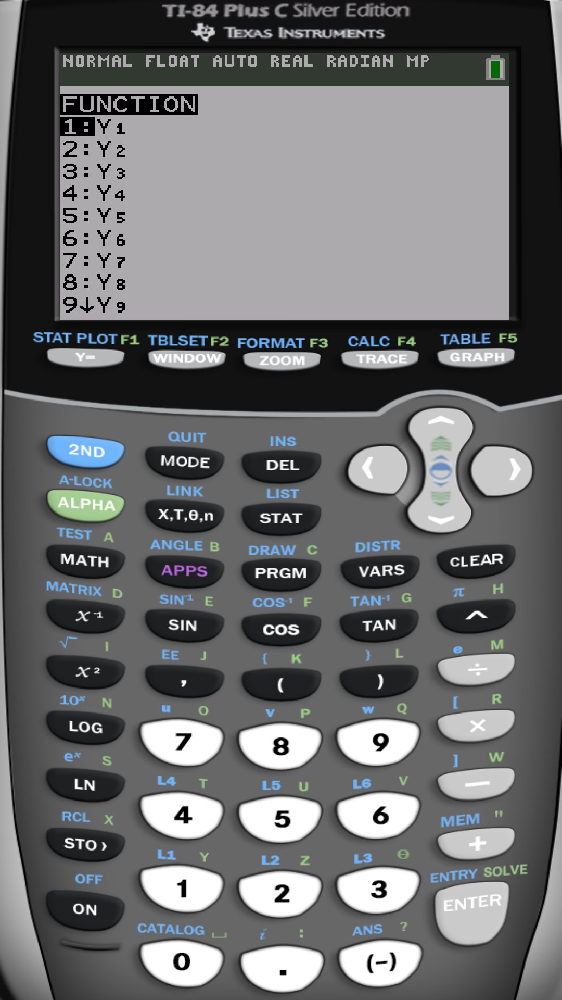 TI-84 Plus C Silver Edition
TEXAS INSTRUMENTS
NORMAL FLOAT AUTO REAL RADIAN MP
FUNCTION
1:Y1
2:Y2
3:Y3
4:Y4
5:Y5
6:Y6
7:Y7
8:Y8
9↓Y9
STAT PLOT F1 TBLSET F2 FORMAT F3 CALC F4 TABLE F5
Y= WINDOW ZOOM TRACE GRAPH
QUIT INS
2ND MODE DEL
A-LOCK LINK LIST
ALPHA X,T,θ,n STAT
TEST A ANGLE B DRAW C DISTR
MATH APPS PRGM VARS CLEAR
MATRIX D SIN⁻¹ E COS⁻¹ F TAN⁻¹ G π H
x⁻¹ SIN COS TAN ^
√ I EE J { K } L e M
x² , ( ) ÷
10ˣ N u O v P w Q [ R
LOG 7 8 9 ×
eˣ S L4 T L5 U L6 V ] W
LN 4 5 6 —
RCL X L1 Y L2 Z L3 θ MEM "
STO › 1 2 3 +
OFF CATALOG ⎵ i : ANS ? ENTRY SOLVE
ON 0 . (−) ENTER